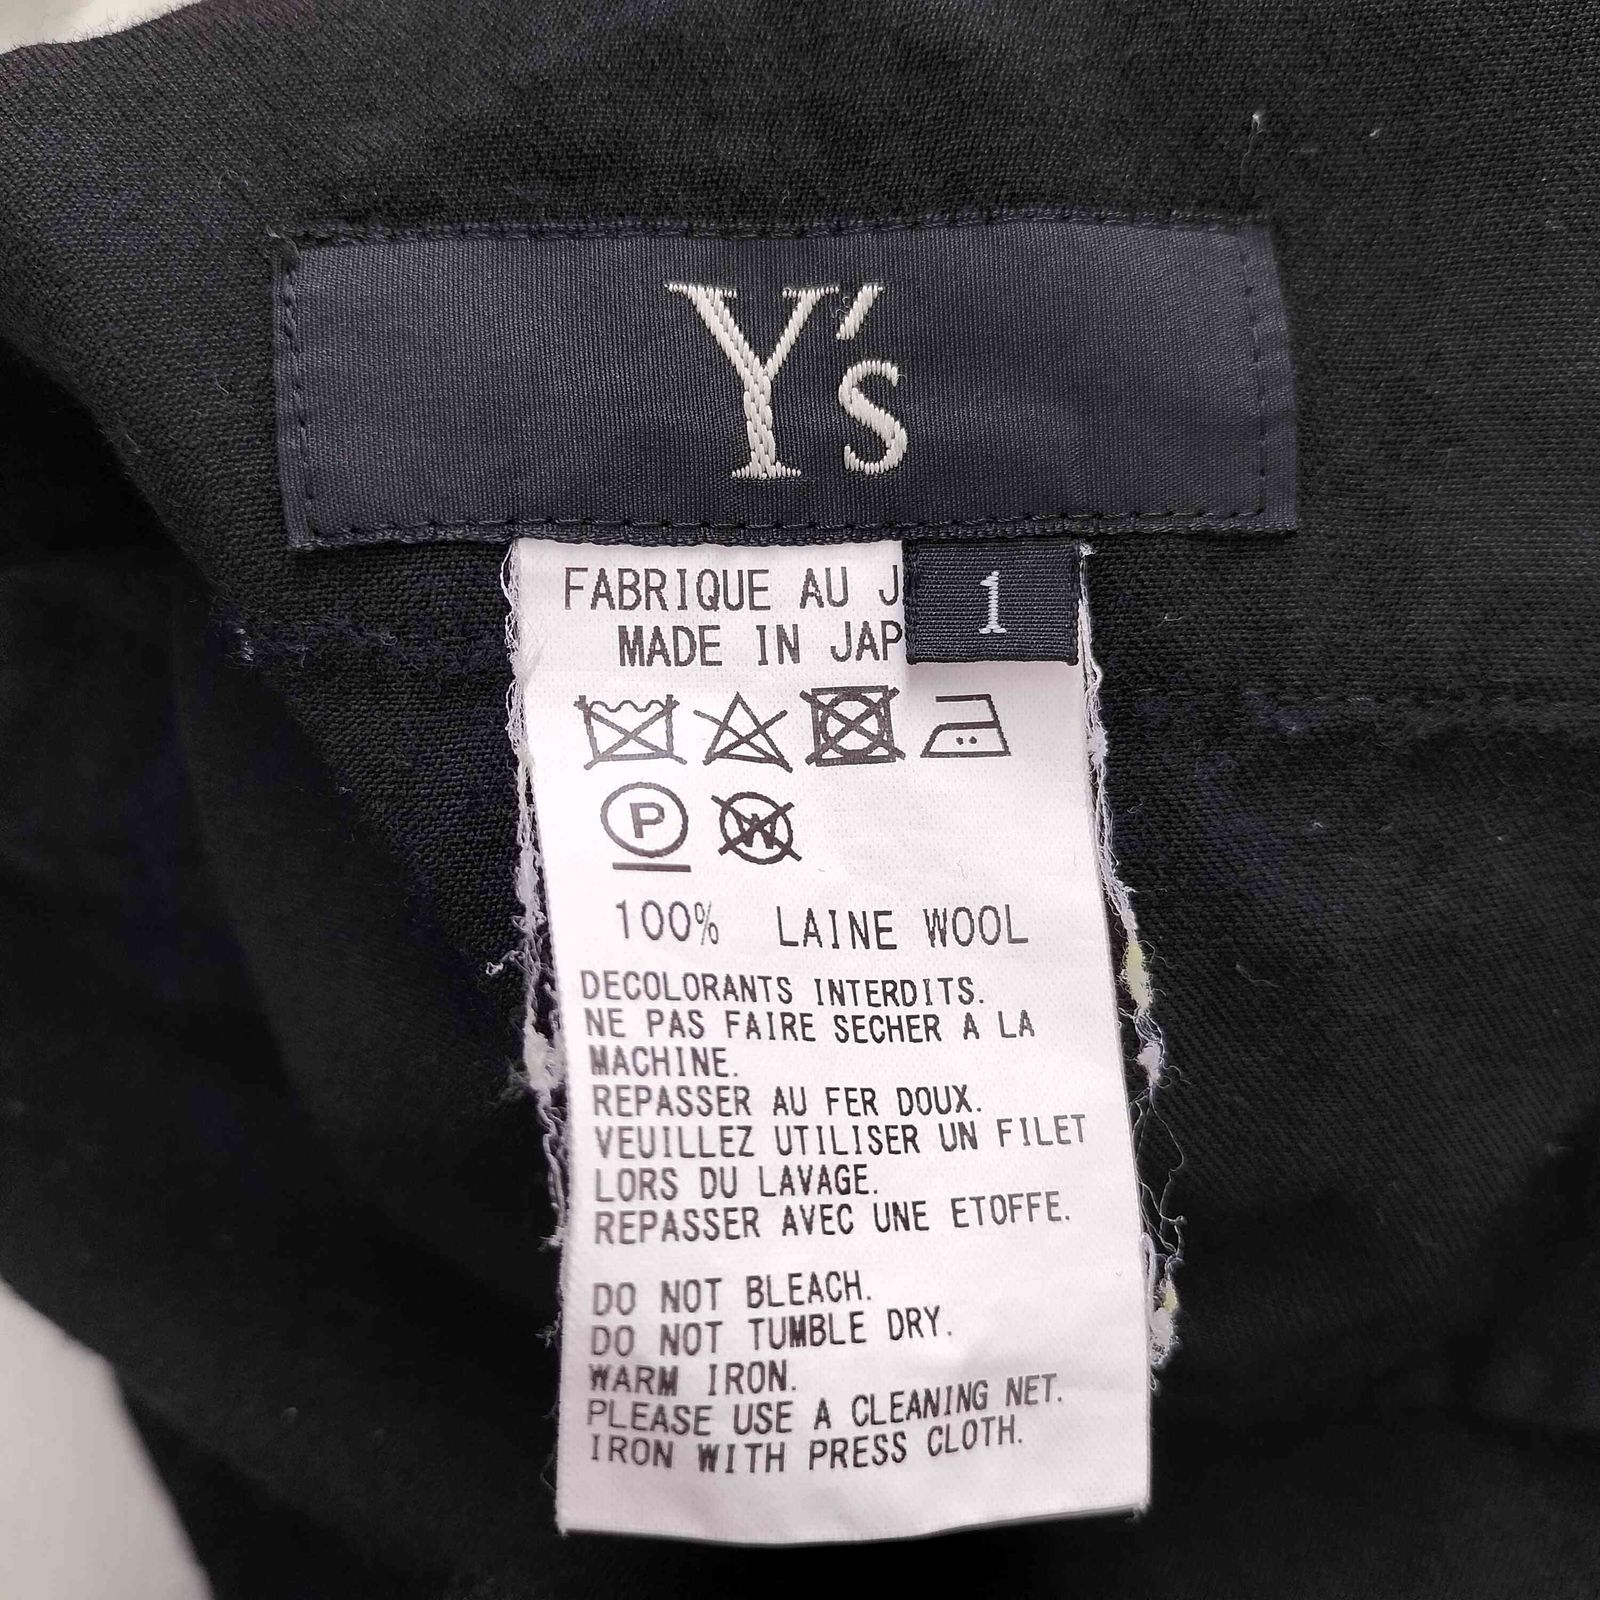 Y's
1
FABRIQUE AU J
MADE IN JAP
P
W
100% LAINE WOOL
DECOLORANTS INTERDITS.
NE PAS FAIRE SECHER A LA
MACHINE.
REPASSER AU FER DOUX.
VEUILLEZ UTILISER UN FILET
LORS DU LAVAGE.
REPASSER AVEC UNE ETOFFE.
DO NOT BLEACH.
DO NOT TUMBLE DRY.
WARM IRON.
PLEASE USE A CLEANING NET.
IRON WITH PRESS CLOTH.